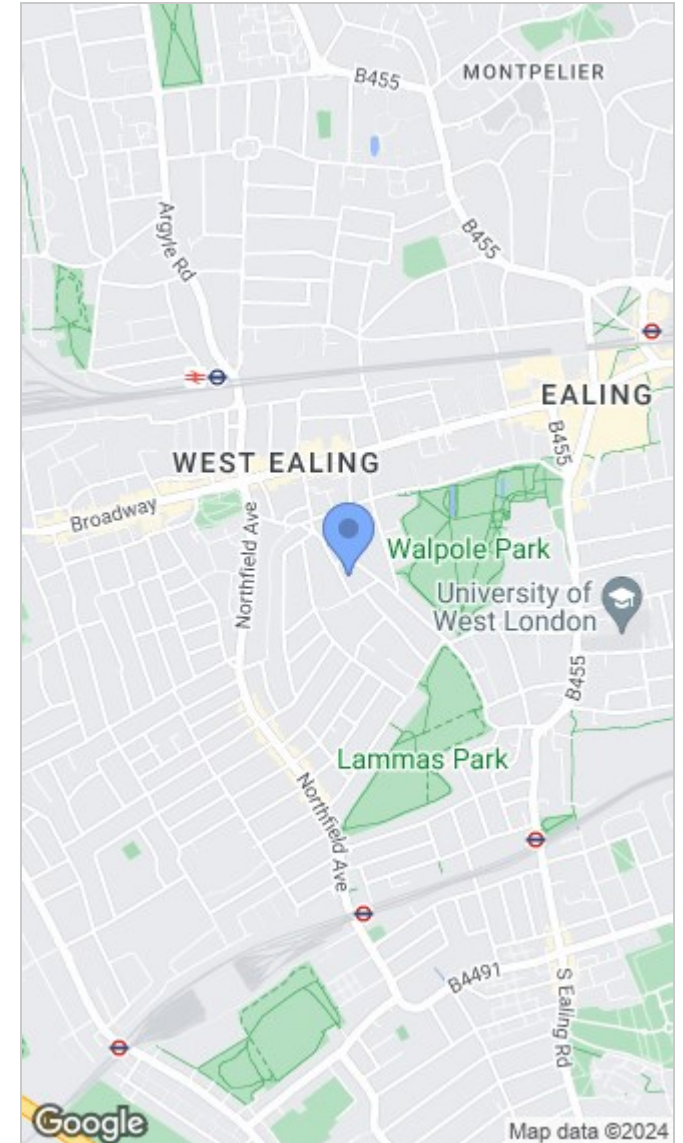 B455
MONTPELIER
Argyle Rd
B455
EALING
B455
WEST EALING
Broadway
Northfield Ave
Walpole Park
University of
West London
B455
Lammas Park
Northfield Ave
B4491
S Ealing Rd
Google
Map data ©2024